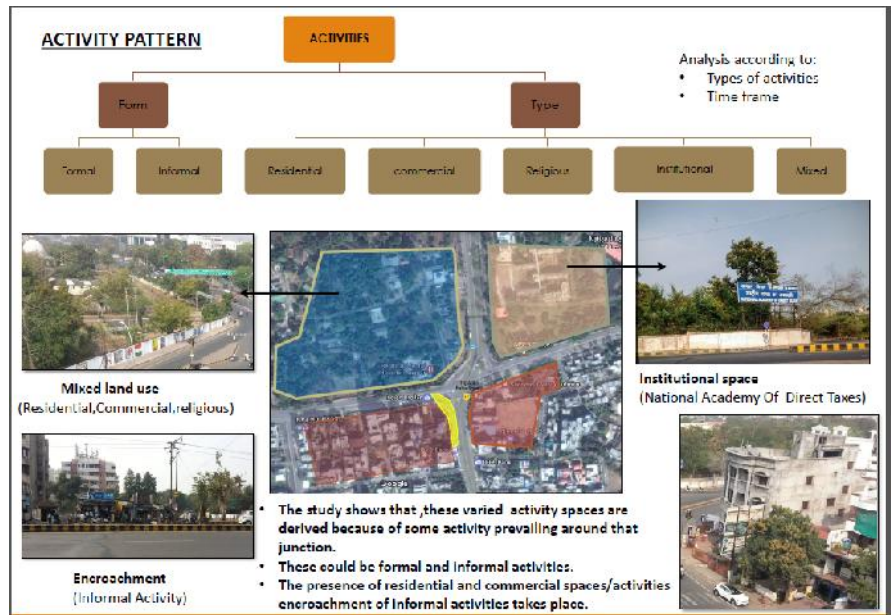 ACTIVITY PATTERN
ACTIVITIES
Analysis according to:
• Types of activities
• Time frame
Form
Type
Formal
Informal
Residential
commercial
Religious
Institutional
Mixed
Mixed land use
(Residential,Commercial,religious)
Institutional space
(National Academy Of Direct Taxes)
Google
Encroachment
(Informal Activity)
• The study shows that ,these varied activity spaces are
derived because of some activity prevailing around that
junction.
• These could be formal and informal activities.
• The presence of residential and commercial spaces/activities
encroachment of informal activities takes place.